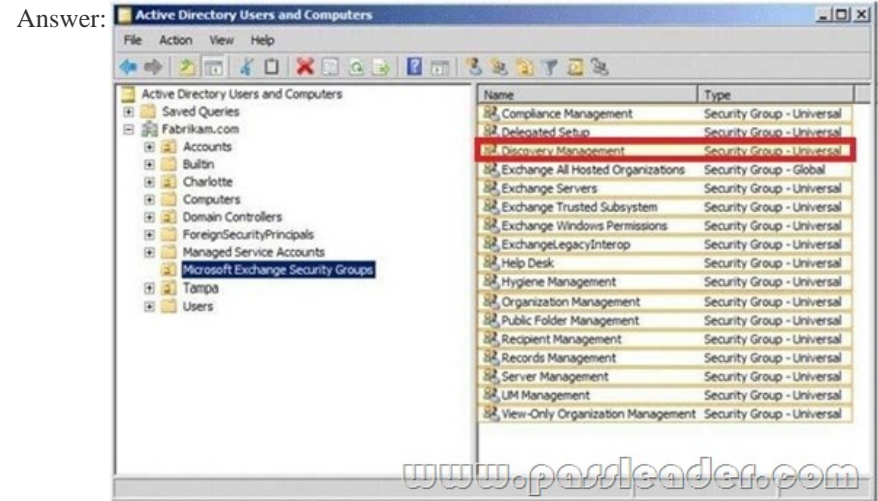 Answer:
Active Directory Users and Computers
File Action View Help
Active Directory Users and Computers
Saved Queries
Fabrikam.com
Accounts
Builtin
Charlotte
Computers
Domain Controllers
ForeignSecurityPrincipals
Managed Service Accounts
Microsoft Exchange Security Groups
Tampa
Users
Name Type
Compliance Management Security Group - Universal
Delegated Setup Security Group - Universal
Discovery Management Security Group - Universal
Exchange All Hosted Organizations Security Group - Global
Exchange Servers Security Group - Universal
Exchange Trusted Subsystem Security Group - Universal
Exchange Windows Permissions Security Group - Universal
ExchangeLegacyInterop Security Group - Universal
Help Desk Security Group - Universal
Hygiene Management Security Group - Universal
Organization Management Security Group - Universal
Public Folder Management Security Group - Universal
Recipient Management Security Group - Universal
Records Management Security Group - Universal
Server Management Security Group - Universal
UM Management Security Group - Universal
View-Only Organization Management Security Group - Universal
www.passleader.com